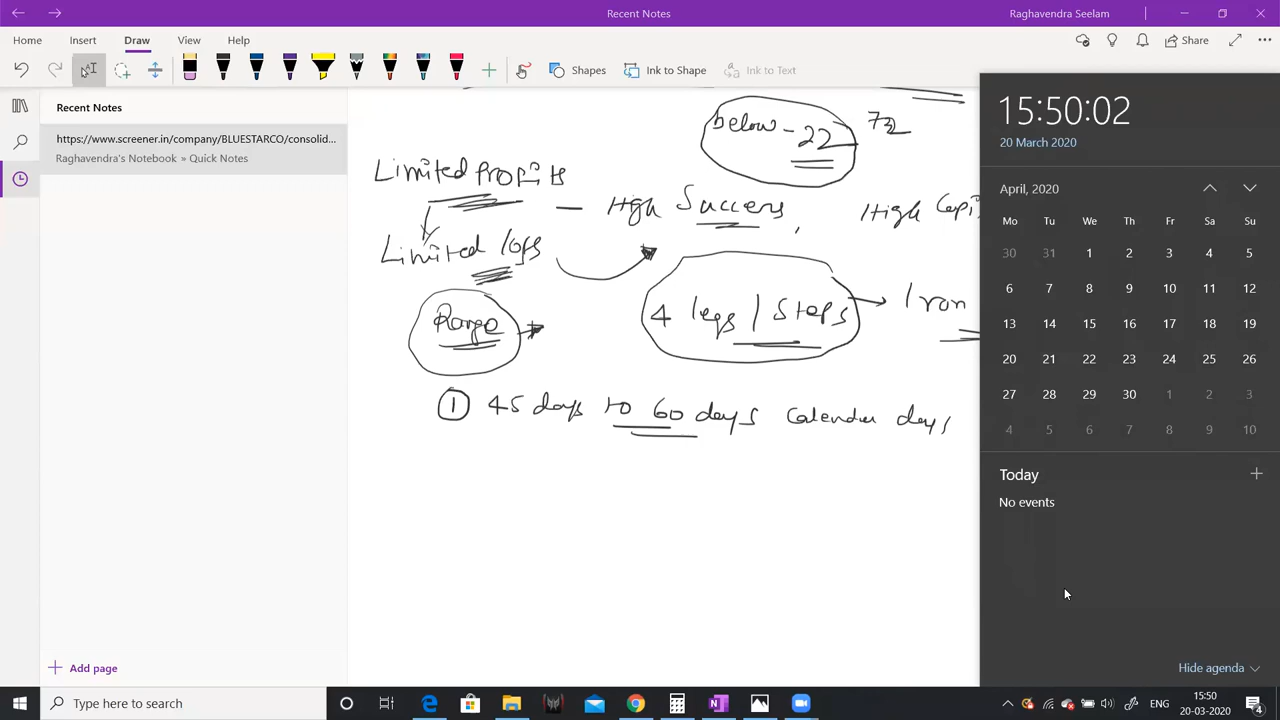 Recent Notes
Raghavendra Seelam
Home Insert Draw View Help
Share
Shapes
Ink to Shape
Ink to Text
Recent Notes
https://www.screener.in/company/BLUESTARCO/consolid...
Raghavendra's Notebook » Quick Notes
below - 22
72
Limited Profits
- High Success,
High Capi
Limited loss
Range
4 legs / Steps
Iron
1 45 days to 60 days Calender days
Add page
15:50:02
20 March 2020
April, 2020
Mo Tu We Th Fr Sa Su
30 31 1 2 3 4 5
6 7 8 9 10 11 12
13 14 15 16 17 18 19
20 21 22 23 24 25 26
27 28 29 30 1 2 3
4 5 6 7 8 9 10
Today
No events
Hide agenda
Type here to search
ENG
15:50
20-03-2020
4